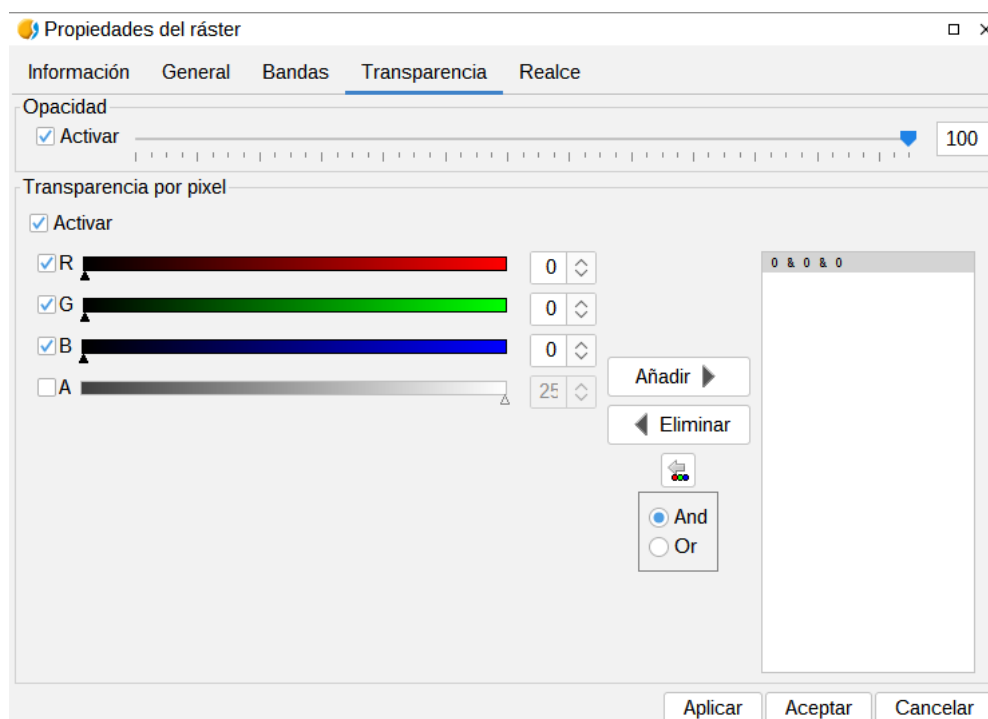 Propiedades del ráster
Información General Bandas Transparencia Realce
Opacidad
Activar 100
Transparencia por pixel
Activar
R 0 0 & 0 & 0
G 0
B 0
A 25
Añadir
Eliminar
And
Or
Aplicar Aceptar Cancelar